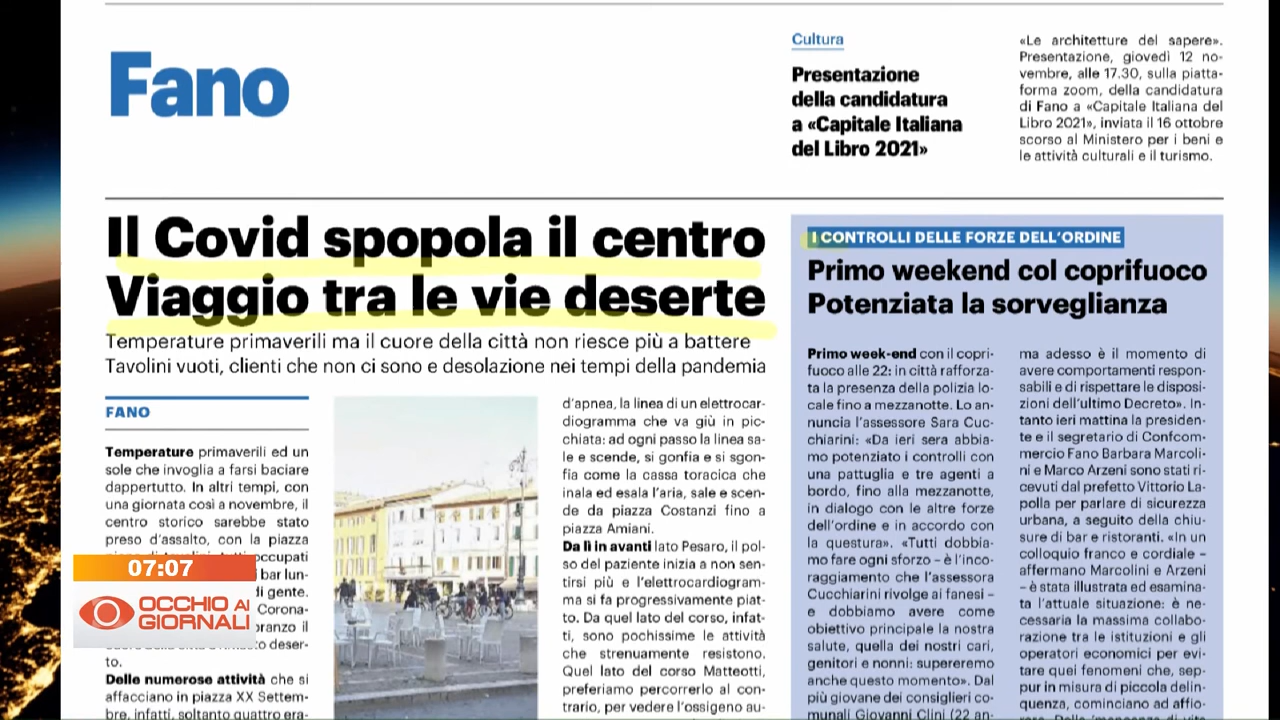 Fano
Cultura
Presentazione
della candidatura
a «Capitale Italiana
del Libro 2021»
«Le architetture del sapere».
Presentazione, giovedì 12 no-
vembre, alle 17.30, sulla piatta-
forma zoom, della candidatura
di Fano a «Capitale Italiana del
Libro 2021», inviata il 16 ottobre
scorso al Ministero per i beni e
le attività culturali e il turismo.
Il Covid spopola il centro
Viaggio tra le vie deserte
Temperature primaverili ma il cuore della città non riesce più a battere
Tavolini vuoti, clienti che non ci sono e desolazione nei tempi della pandemia
FANO
Temperature primaverili ed un
sole che invoglia a farsi baciare
dappertutto. In altri tempi, con
una giornata così a novembre, il
centro storico sarebbe stato
preso d'assalto, con la piazza
occupati
bar lun-
di gente.
Corona-
il
deser-
to.
Delle numerose attività che si
affacciano in piazza XX Settem-
bre, infatti, soltanto quattro era-
d'apnea, la linea di un elettrocar-
diogramma che va giù in pic-
chiata: ad ogni passo la linea sa-
le e scende, si gonfia e si sgon-
fia come la cassa toracica che
inala ed esala l'aria, sale e scen-
de da piazza Costanzi fino a
piazza Amiani.
Da lì in avanti lato Pesaro, il pol-
so del paziente inizia a non sen-
tirsi più e l'elettrocardiogram-
ma si fa progressivamente piat-
to. Da quel lato del corso, infat-
ti, sono pochissime le attività
che strenuamente resistono.
Quel lato del corso Matteotti,
preferiamo percorrerlo al con-
trario, per vedere l'ossigeno au-
I CONTROLLI DELLE FORZE DELL'ORDINE
Primo weekend col coprifuoco
Potenziata la sorveglianza
Primo week-end con il copri-
fuoco alle 22: in città rafforza-
ta la presenza della polizia lo-
cale fino a mezzanotte. Lo an-
nuncia l'assessore Sara Cuc-
chiarini: «Da ieri sera abbia-
mo potenziato i controlli con
una pattuglia e tre agenti a
bordo, fino alla mezzanotte,
in dialogo con le altre forze
dell'ordine e in accordo con
la questura». «Tutti dobbia-
mo fare ogni sforzo – è l'inco-
raggiamento che l'assessora
Cucchiarini rivolge ai fanesi –
e dobbiamo avere come
obiettivo principale la nostra
salute, quella dei nostri cari,
genitori e nonni: supereremo
anche questo momento». Dal
più giovane dei consiglieri co-
munali Giovanni Clini (22 an-
ma adesso è il momento di
avere comportamenti respon-
sabili e di rispettare le disposi-
zioni dell'ultimo Decreto». In-
tanto ieri mattina la presiden-
te e il segretario di Confcom-
mercio Fano Barbara Marcoli-
ni e Marco Arzeni sono stati ri-
cevuti dal prefetto Vittorio La-
polla per parlare di sicurezza
urbana, a seguito della chiu-
sure di bar e ristoranti. «In un
colloquio franco e cordiale –
affermano Marcolini e Arzeni
– è stata illustrata ed esamina-
ta l'attuale situazione: è ne-
cessaria la massima collabo-
razione tra le istituzioni e gli
operatori economici per evi-
tare quei fenomeni che, sep-
pur in misura di piccola delin-
quenza, cominciano ad affio-
07:07
OCCHIO AI
GIORNALI